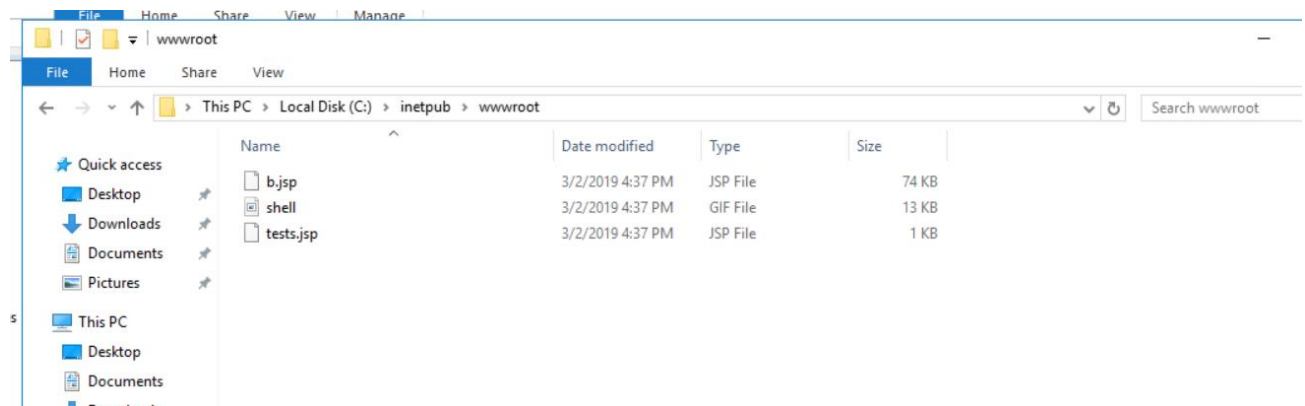 File Home Share View Manage
wwwroot
File Home Share View
This PC > Local Disk (C:) > inetpub > wwwroot
Search wwwroot
Name Date modified Type Size
Quick access
b.jsp 3/2/2019 4:37 PM JSP File 74 KB
Desktop
shell 3/2/2019 4:37 PM GIF File 13 KB
Downloads
tests.jsp 3/2/2019 4:37 PM JSP File 1 KB
Documents
Pictures
s
This PC
Desktop
Documents